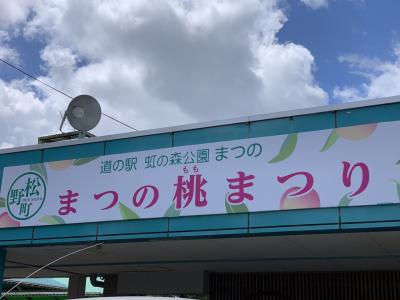 道の駅 虹の森公園 まつの
松野町
もも
まつの桃まつり